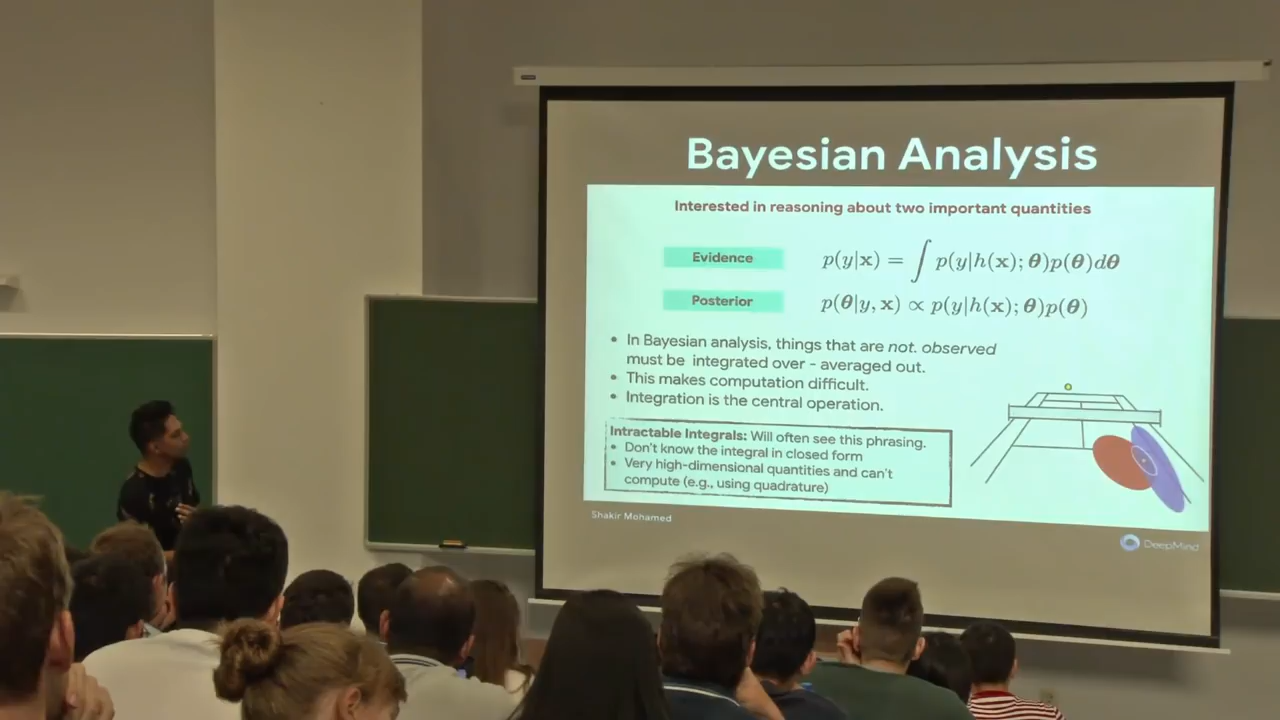 Bayesian Analysis
Interested in reasoning about two important quantities
Evidence p(y|x) = ∫ p(y|h(x); θ)p(θ)dθ
Posterior p(θ|y, x) ∝ p(y|h(x); θ)p(θ)
• In Bayesian analysis, things that are not. observed
must be integrated over - averaged out.
• This makes computation difficult.
• Integration is the central operation.
Intractable Integrals: Will often see this phrasing.
• Don't know the integral in closed form
• Very high-dimensional quantities and can't
compute (e.g., using quadrature)
Shakir Mohamed
DeepMind